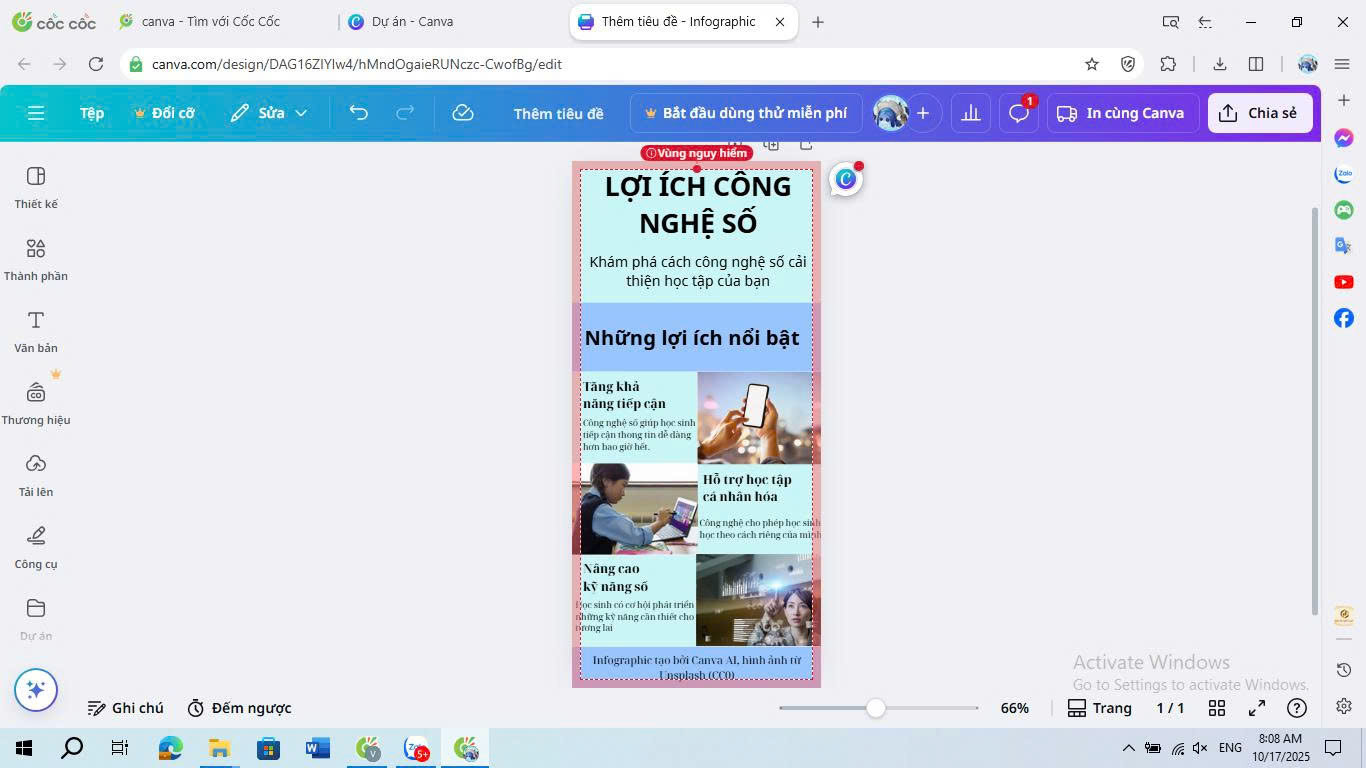 cốc cốc
canva - Tìm với Cốc Cốc
Dự án - Canva
Thêm tiêu đề - Infographic
canva.com/design/DAG16ZlYIw4/hMndOgaieRUNczc-CwofBg/edit
Tệp
Đổi cỡ
Sửa
Thêm tiêu đề
Bắt đầu dùng thử miễn phí
1
In cùng Canva
Chia sẻ
Thiết kế
Thành phần
Văn bản
Thương hiệu
Tải lên
Công cụ
Dự án
Vùng nguy hiểm
LỢI ÍCH CÔNG
NGHỆ SỐ
Khám phá cách công nghệ số cải
thiện học tập của bạn
Những lợi ích nổi bật
Tăng khả
năng tiếp cận
Công nghệ số giúp học sinh
tiếp cận thong tin dễ dàng
hơn bao giờ hết.
Hỗ trợ học tập
cá nhân hóa
Công nghệ cho phép học sinh
học theo cách riêng của mình
Nâng cao
kỹ năng số
Học sinh có cơ hội phát triển
những kỹ năng cần thiết cho
tương lai
Infographic tạo bởi Canva AI, hình ảnh từ
Unsplash (CC0)
Zalo
Activate Windows
Go to Settings to activate Windows.
Ghi chú
Đếm ngược
66%
Trang
1 / 1
5+
ENG
8:08 AM
10/17/2025